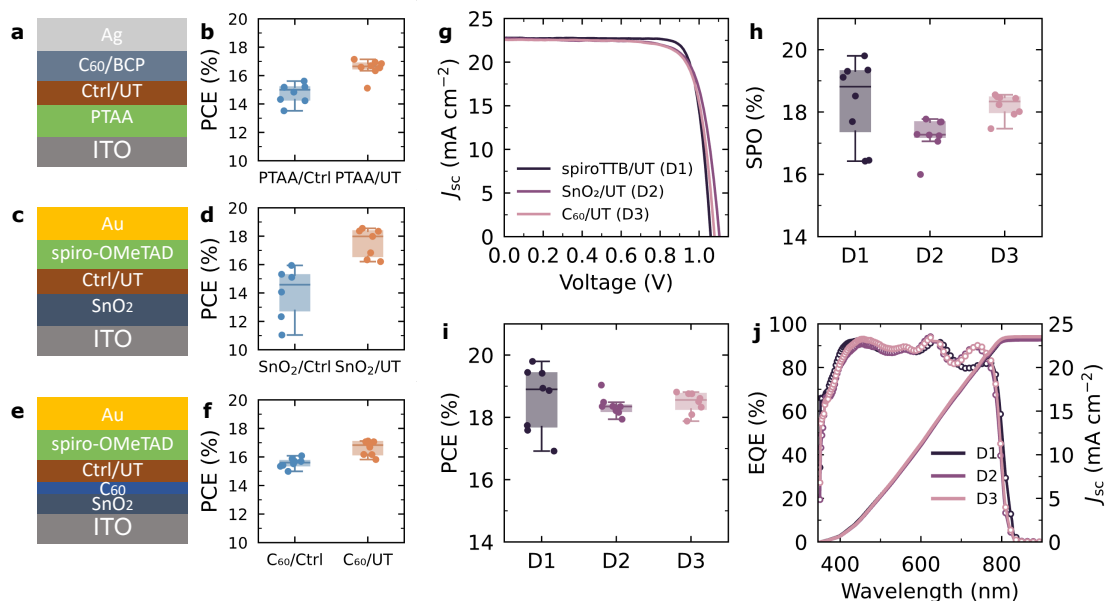 a
Ag
C₆₀/BCP
Ctrl/UT
PTAA
ITO
b
PCE (%)
20
18
16
14
12
10
PTAA/Ctrl PTAA/UT
c
Au
spiro-OMeTAD
Ctrl/UT
SnO₂
ITO
d
PCE (%)
20
18
16
14
12
10
SnO₂/Ctrl SnO₂/UT
e
Au
spiro-OMeTAD
Ctrl/UT
C₆₀
SnO₂
ITO
f
PCE (%)
20
18
16
14
12
10
C₆₀/Ctrl C₆₀/UT
g
Jsc (mA cm⁻²)
25
20
15
10
5
0
spiroTTB/UT (D1)
SnO₂/UT (D2)
C₆₀/UT (D3)
0.0 0.2 0.4 0.6 0.8 1.0
Voltage (V)
h
SPO (%)
20
18
16
14
D1 D2 D3
i
PCE (%)
20
18
16
14
D1 D2 D3
j
EQE (%)
100
80
60
40
20
0
D1
D2
D3
25
20
15
10
5
0
Jsc (mA cm⁻²)
400 600 800
Wavelength (nm)